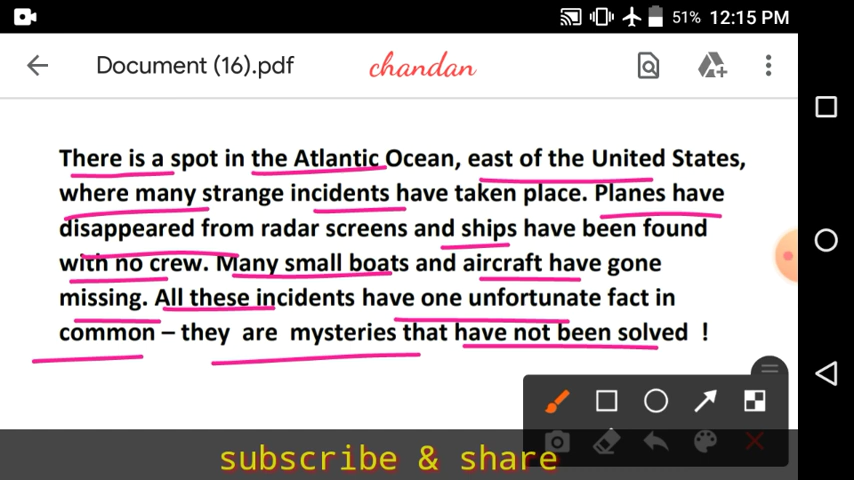 51% 12:15 PM
Document (16).pdf chandan
There is a spot in the Atlantic Ocean, east of the United States,
where many strange incidents have taken place. Planes have
disappeared from radar screens and ships have been found
with no crew. Many small boats and aircraft have gone
missing. All these incidents have one unfortunate fact in
common – they are mysteries that have not been solved !
subscribe & share